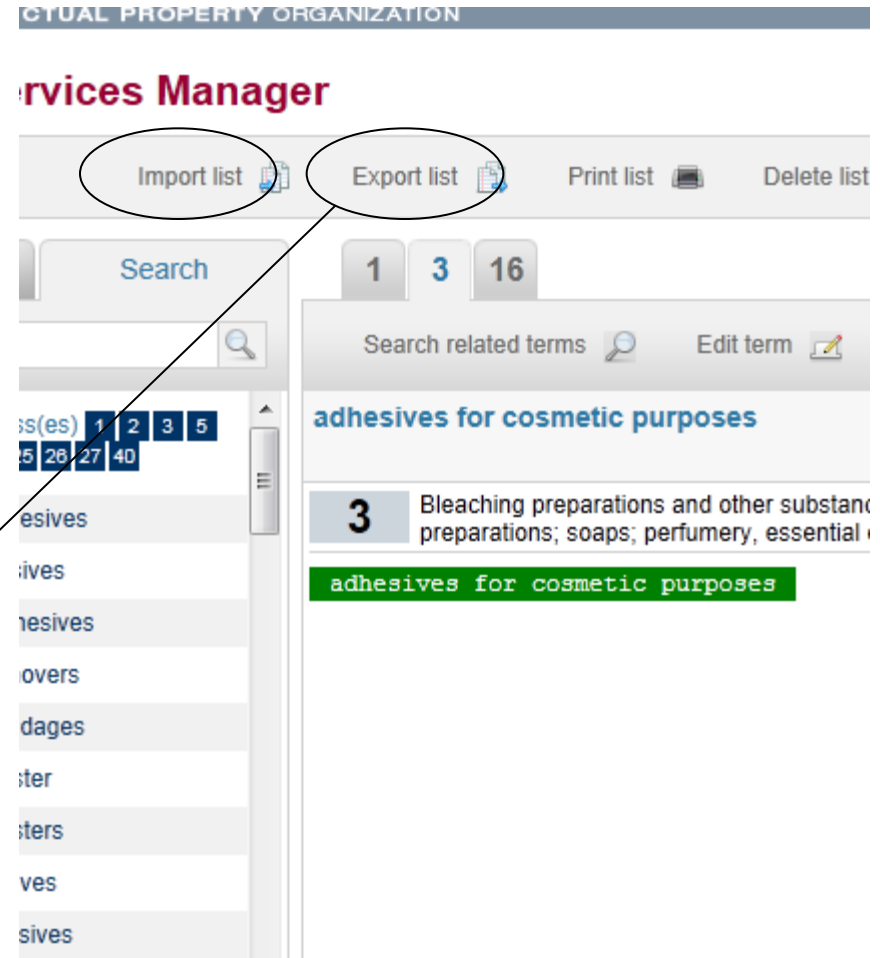 CTUAL PROPERTY ORGANIZATION
rvices Manager
Import list Export list Print list Delete list
Search
1 3 16
Search related terms Edit term
ss(es) 1 2 3 5
25 26 27 40
esives
ives
hesives
overs
dages
ster
sters
ves
sives
adhesives for cosmetic purposes
3 Bleaching preparations and other substanc
preparations; soaps; perfumery, essential
adhesives for cosmetic purposes